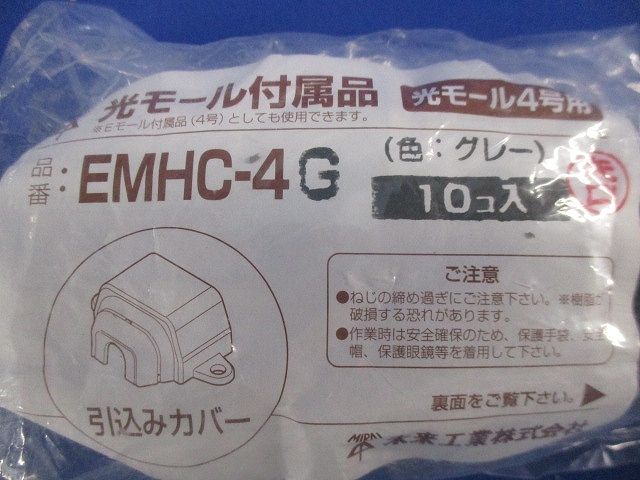 光モール付属品
光モール4号用
※Eモール付属品(4号)としても使用できます。
品番：EMHC-4G
(色：グレー)
10コ入
ご注意
●ねじの締め過ぎにご注意下さい。※樹脂が
破損する恐れがあります。
●作業時は安全確保のため、保護手袋、安全
帽、保護眼鏡等を着用して下さい。
引込みカバー
裏面をご覧下さい。
MIRAI
未来工業株式会社